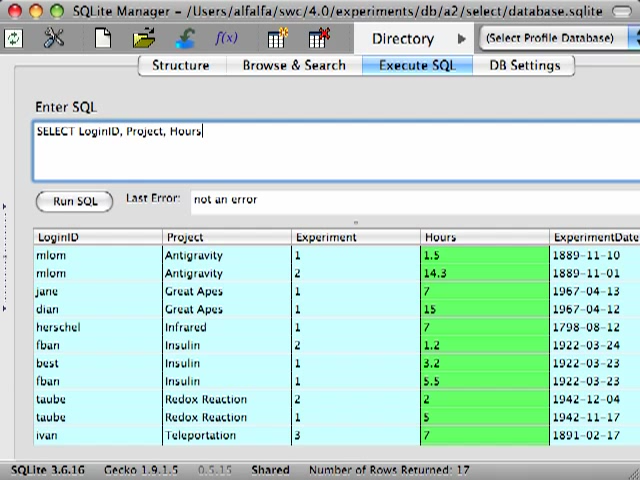 SQLite Manager - /Users/alfalfa/swc/4.0/experiments/db/a2/select/database.sqlite
f(x) Directory (Select Profile Database)
Structure Browse & Search Execute SQL DB Settings
Enter SQL
SELECT LoginID, Project, Hours
Run SQL Last Error: not an error
LoginID Project Experiment Hours ExperimentDate
mlom Antigravity 1 1.5 1889-11-10
mlom Antigravity 2 14.3 1889-11-01
jane Great Apes 1 7 1967-04-13
dian Great Apes 1 15 1967-04-12
herschel Infrared 1 7 1798-08-12
fban Insulin 2 1.2 1922-03-24
best Insulin 1 3.2 1922-03-23
fban Insulin 1 5.5 1922-03-23
taube Redox Reaction 2 2 1942-12-04
taube Redox Reaction 1 5 1942-11-17
ivan Teleportation 3 7 1891-02-17
SQLite 3.6.16 Gecko 1.9.1.5 0.5.15 Shared Number of Rows Returned: 17